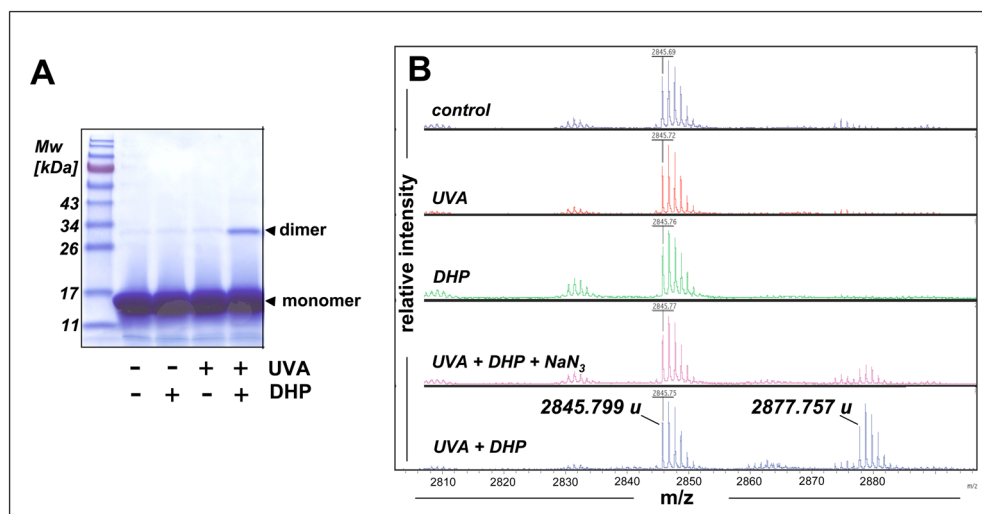 A
Mw
[kDa]
43
34
26
17
11
dimer
monomer
- - + + UVA
- + - + DHP
B
relative intensity
control
2845.69
UVA
2845.72
DHP
2845.76
UVA + DHP + NaN₃
2845.77
UVA + DHP
2845.75
2845.799 u
2877.757 u
2810 2820 2830 2840 2850 2860 2870 2880
m/z
m/z